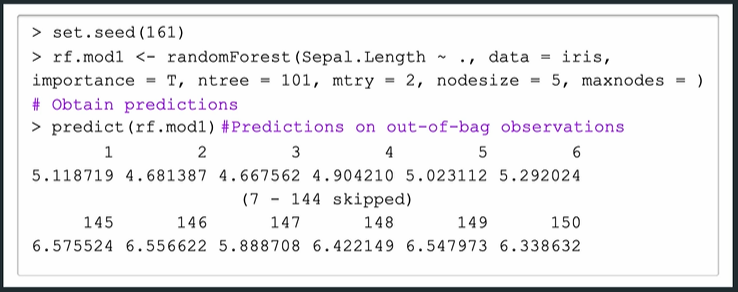 > set.seed(161)
> rf.mod1 <- randomForest(Sepal.Length ~ ., data = iris,
importance = T, ntree = 101, mtry = 2, nodesize = 5, maxnodes = )
# Obtain predictions
> predict(rf.mod1) #Predictions on out-of-bag observations
1 2 3 4 5 6
5.118719 4.681387 4.667562 4.904210 5.023112 5.292024
(7 - 144 skipped)
145 146 147 148 149 150
6.575524 6.556622 5.888708 6.422149 6.547973 6.338632